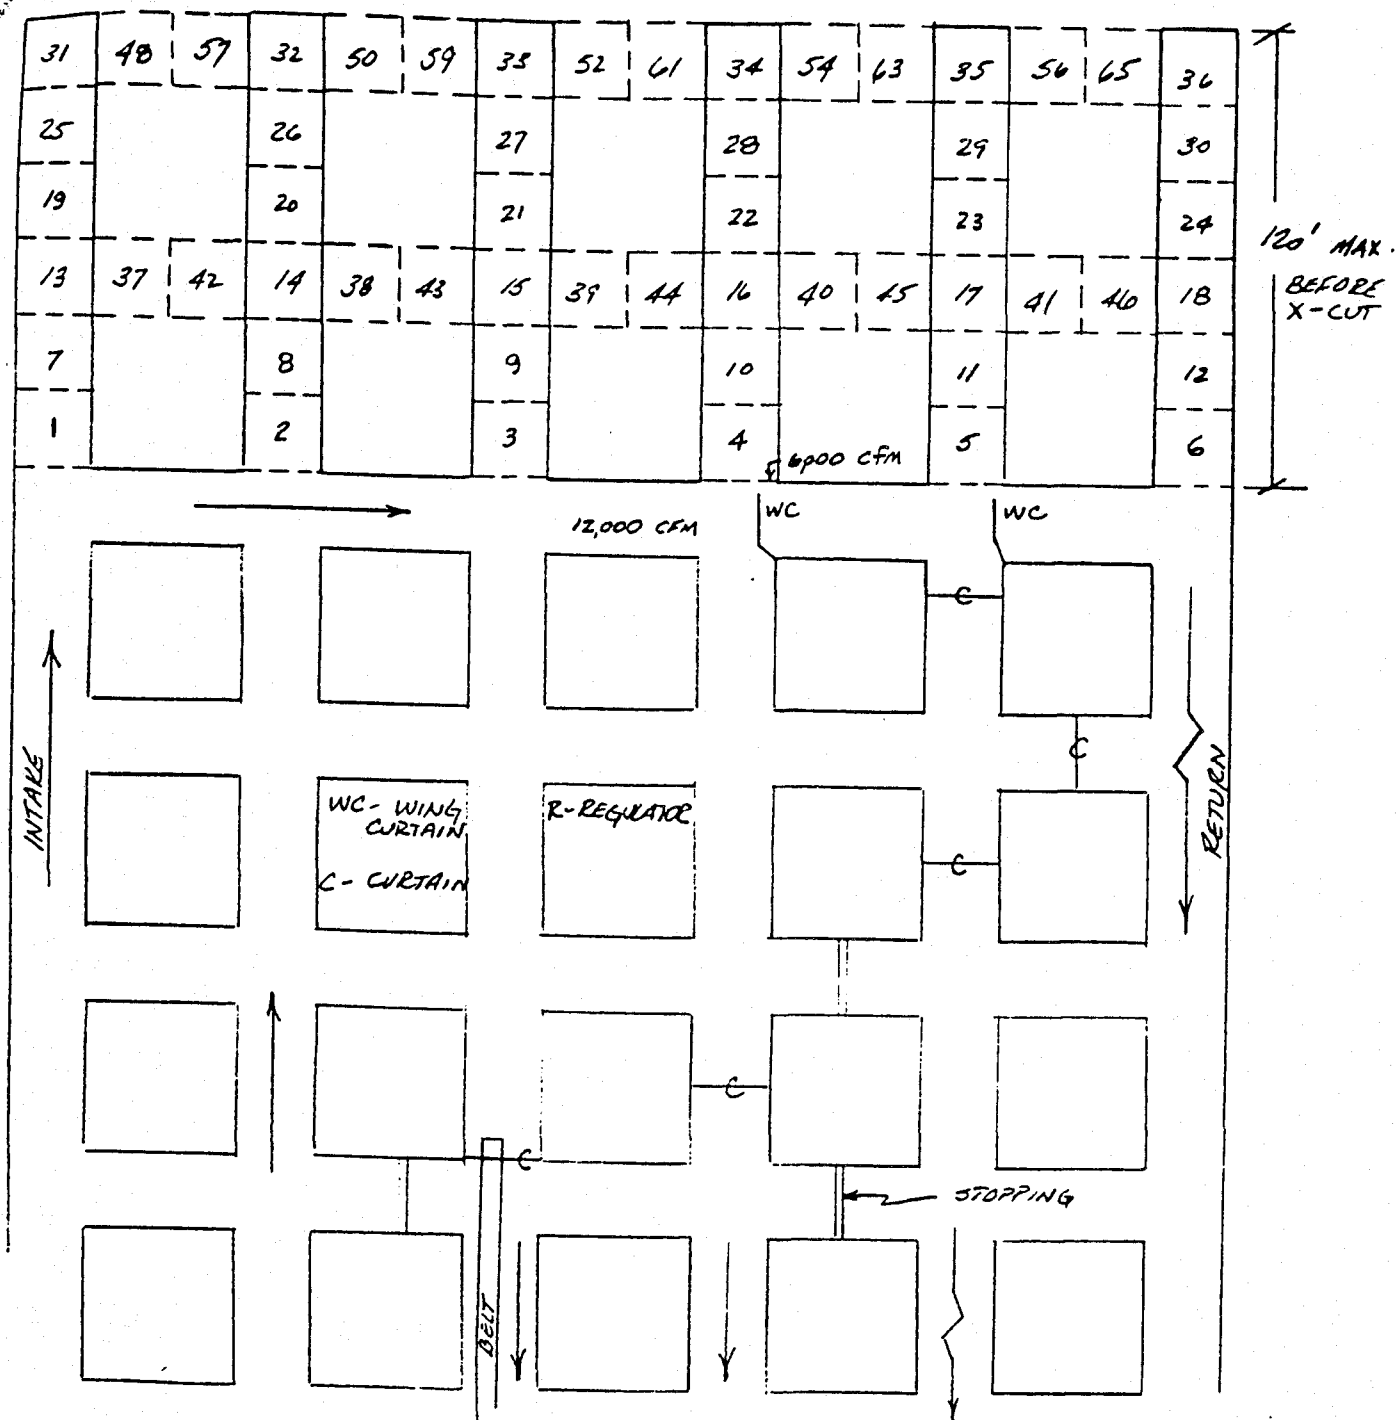 31 48 57 32 50 59 33 52 61 34 54 63 35 56 65 36
25 26 27 28 29 30
19 20 21 22 23 24
120' MAX.
BEFORE
X-CUT
13 37 42 14 38 43 15 39 44 16 40 45 17 41 46 18
7 8 9 10 11 12
1 2 3 4 5 6
6,000 CFM
WC
WC
12,000 CFM
C
C
INTAKE
RETURN
WC- WING
CURTAIN
C- CURTAIN
R-REGULATOR
C
C
C
STOPPING
BELT